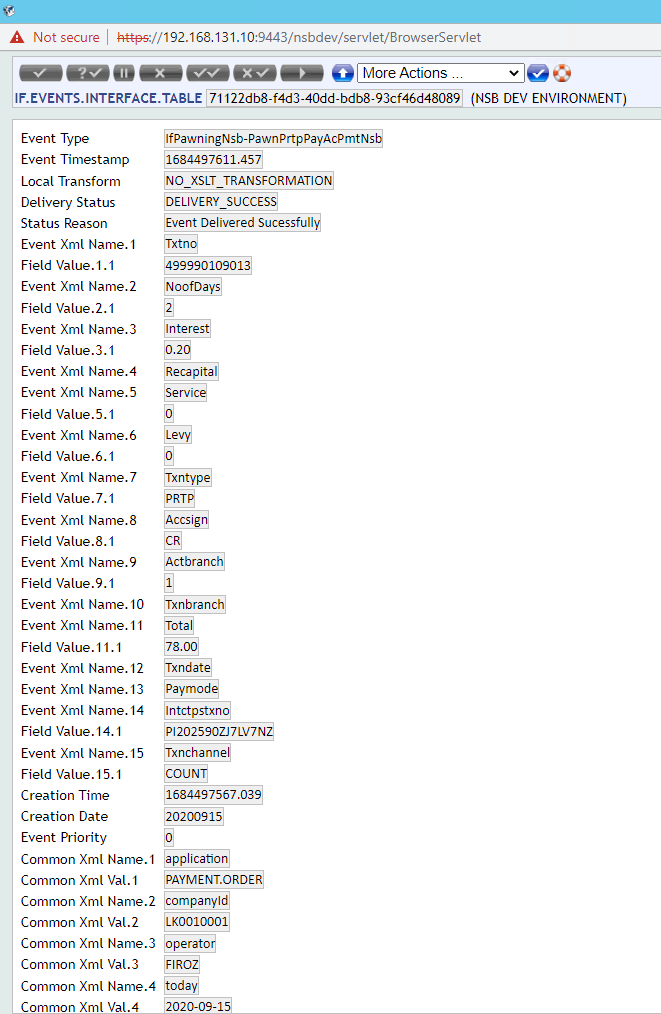 Not secure | https://192.168.131.10:9443/nsbdev/servlet/BrowserServlet
More Actions ...
IF.EVENTS.INTERFACE.TABLE 71122db8-f4d3-40dd-bdb8-93cf46d48089 (NSB DEV ENVIRONMENT)
Event Type IfPawningNsb-PawnPrtpPayAcPmtNsb
Event Timestamp 1684497611.457
Local Transform NO_XSLT_TRANSFORMATION
Delivery Status DELIVERY_SUCCESS
Status Reason Event Delivered Sucessfully
Event Xml Name.1 Txtno
Field Value.1.1 499990109013
Event Xml Name.2 NoofDays
Field Value.2.1 2
Event Xml Name.3 Interest
Field Value.3.1 0.20
Event Xml Name.4 Recapital
Event Xml Name.5 Service
Field Value.5.1 0
Event Xml Name.6 Levy
Field Value.6.1 0
Event Xml Name.7 Txntype
Field Value.7.1 PRTP
Event Xml Name.8 Accsign
Field Value.8.1 CR
Event Xml Name.9 Actbranch
Field Value.9.1 1
Event Xml Name.10 Txnbranch
Event Xml Name.11 Total
Field Value.11.1 78.00
Event Xml Name.12 Txndate
Event Xml Name.13 Paymode
Event Xml Name.14 Intctpstxno
Field Value.14.1 PI202590ZJ7LV7NZ
Event Xml Name.15 Txnchannel
Field Value.15.1 COUNT
Creation Time 1684497567.039
Creation Date 20200915
Event Priority 0
Common Xml Name.1 application
Common Xml Val.1 PAYMENT.ORDER
Common Xml Name.2 companyId
Common Xml Val.2 LK0010001
Common Xml Name.3 operator
Common Xml Val.3 FIROZ
Common Xml Name.4 today
Common Xml Val.4 2020-09-15